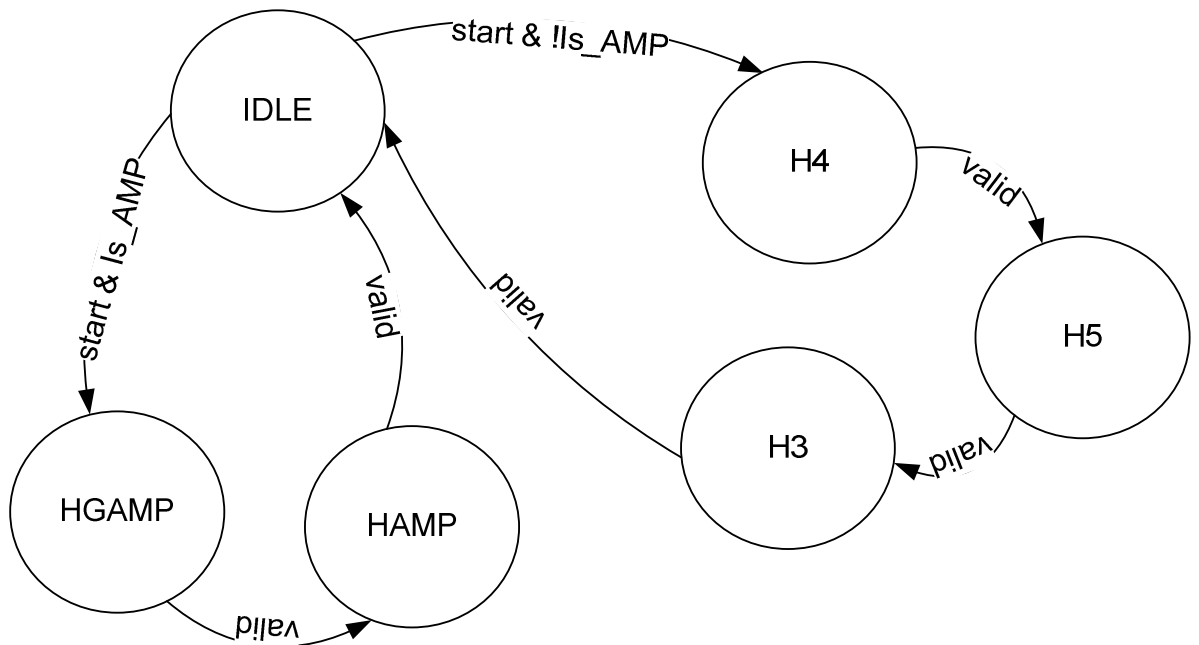 start & !Is_AMP
IDLE
H4
valid
start & Is_AMP
valid
valid
H5
H3
valid
HGAMP
HAMP
valid